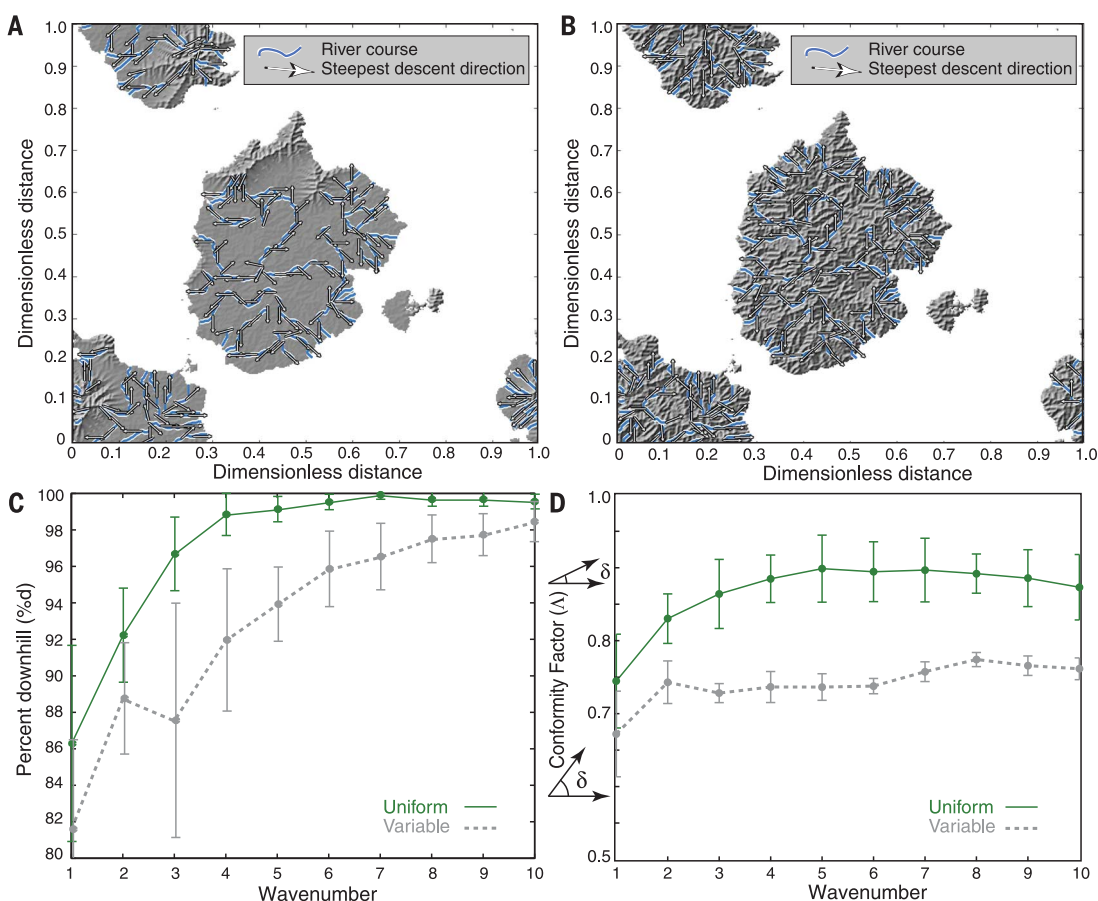 A
River course
Steepest descent direction
Dimensionless distance
1.0
0.9
0.8
0.7
0.6
0.5
0.4
0.3
0.2
0.1
0
0 0.1 0.2 0.3 0.4 0.5 0.6 0.7 0.8 0.9 1.0
Dimensionless distance
B
River course
Steepest descent direction
Dimensionless distance
1.0
0.9
0.8
0.7
0.6
0.5
0.4
0.3
0.2
0.1
0
0 0.1 0.2 0.3 0.4 0.5 0.6 0.7 0.8 0.9 1.0
Dimensionless distance
C
Percent downhill (%d)
100
98
96
94
92
90
88
86
84
82
80
Uniform
Variable
1 2 3 4 5 6 7 8 9 10
Wavenumber
D
Conformity Factor (Λ)
δ
δ
1.0
0.8
0.7
0.5
Uniform
Variable
1 2 3 4 5 6 7 8 9 10
Wavenumber